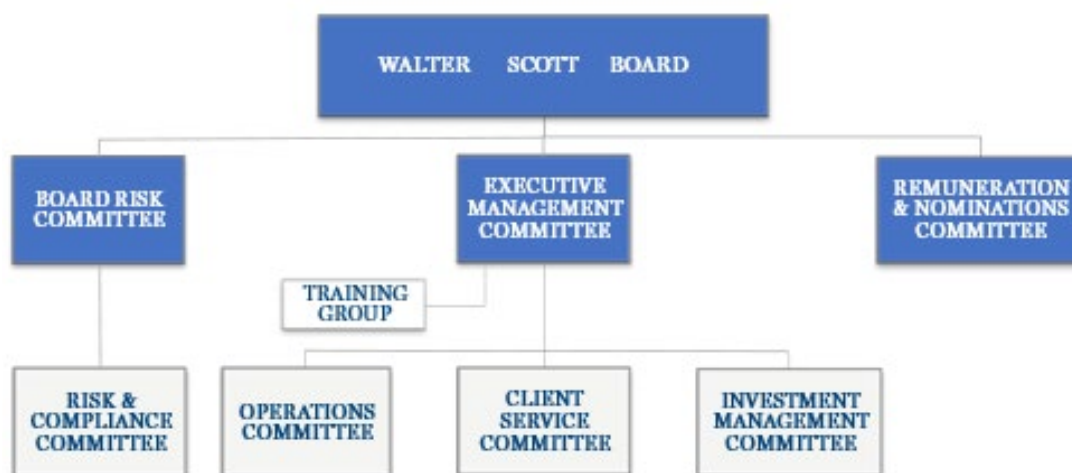 WALTER SCOTT BOARD
BOARD RISK
COMMITTEE
EXECUTIVE
MANAGEMENT
COMMITTEE
REMUNERATION
& NOMINATIONS
COMMITTEE
TRAINING
GROUP
RISK &
COMPLIANCE
COMMITTEE
OPERATIONS
COMMITTEE
CLIENT
SERVICE
COMMITTEE
INVESTMENT
MANAGEMENT
COMMITTEE